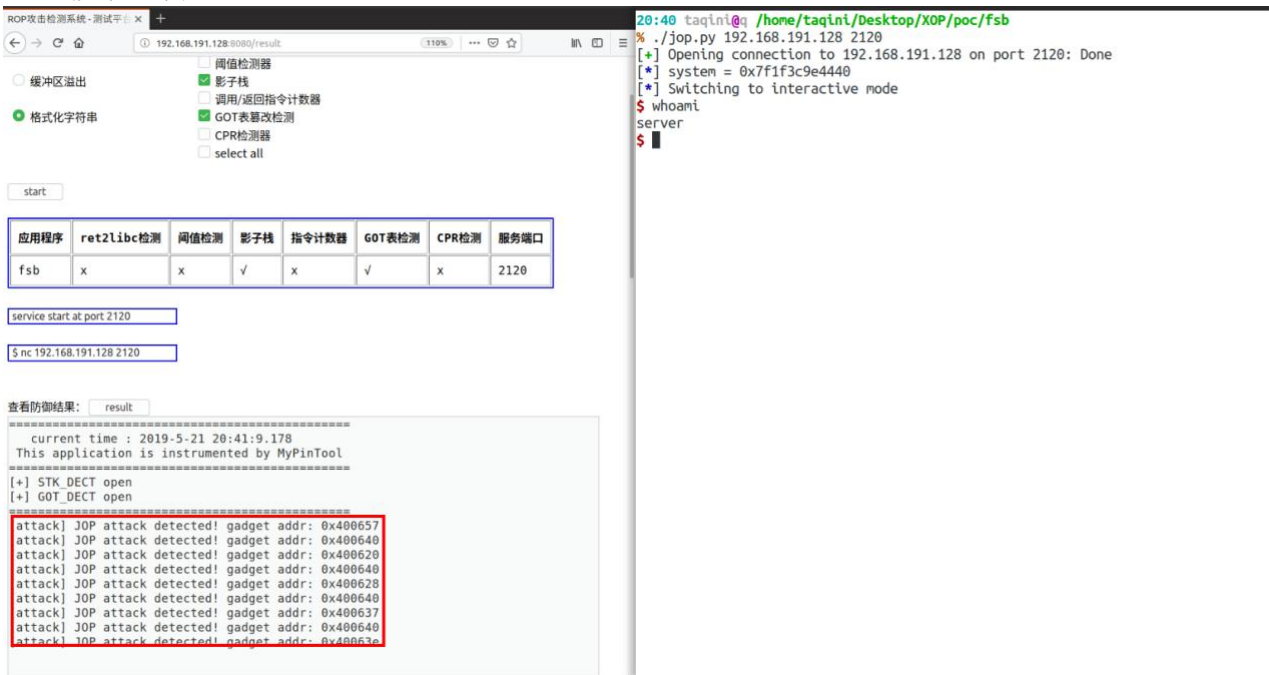 ROP攻击检测系统-测试平台 × +
192.168.191.128:8080/result 110% ···
阈值检测器
缓冲区溢出
影子栈
调用/返回指令计数器
格式化字符串
GOT表篡改检测
CPR检测器
select all
start
应用程序 ret2libc检测 阈值检测 影子栈 指令计数器 GOT表检测 CPR检测 服务端口
fsb x x √ x √ x 2120
service start at port 2120
$ nc 192.168.191.128 2120
查看防御结果: result
==============================================
current time : 2019-5-21 20:41:9.178
This application is instrumented by MyPinTool
==============================================
[+] STK_DECT open
[+] GOT_DECT open
==============================================
attack] JOP attack detected! gadget addr: 0x400657
attack] JOP attack detected! gadget addr: 0x400640
attack] JOP attack detected! gadget addr: 0x400620
attack] JOP attack detected! gadget addr: 0x400640
attack] JOP attack detected! gadget addr: 0x400628
attack] JOP attack detected! gadget addr: 0x400640
attack] JOP attack detected! gadget addr: 0x400637
attack] JOP attack detected! gadget addr: 0x400640
attack] JOP attack detected! gadget addr: 0x40063e
20:40 taqini@q /home/taqini/Desktop/XOP/poc/fsb
% ./jop.py 192.168.191.128 2120
[+] Opening connection to 192.168.191.128 on port 2120: Done
[*] system = 0x7f1f3c9e4440
[*] Switching to interactive mode
$ whoami
server
$